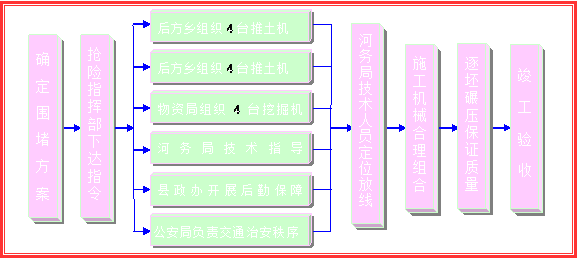 确定围堵方案
抢险指挥部下达指令
后方乡组织4台推土机
后方乡组织4台推土机
物资局组织4台挖掘机
河务局技术指导
县政办开展后勤保障
公安局负责交通治安秩序
河务局技术人员定位放线
施工机械合理组合
逐坯碾压保证质量
竣工验收